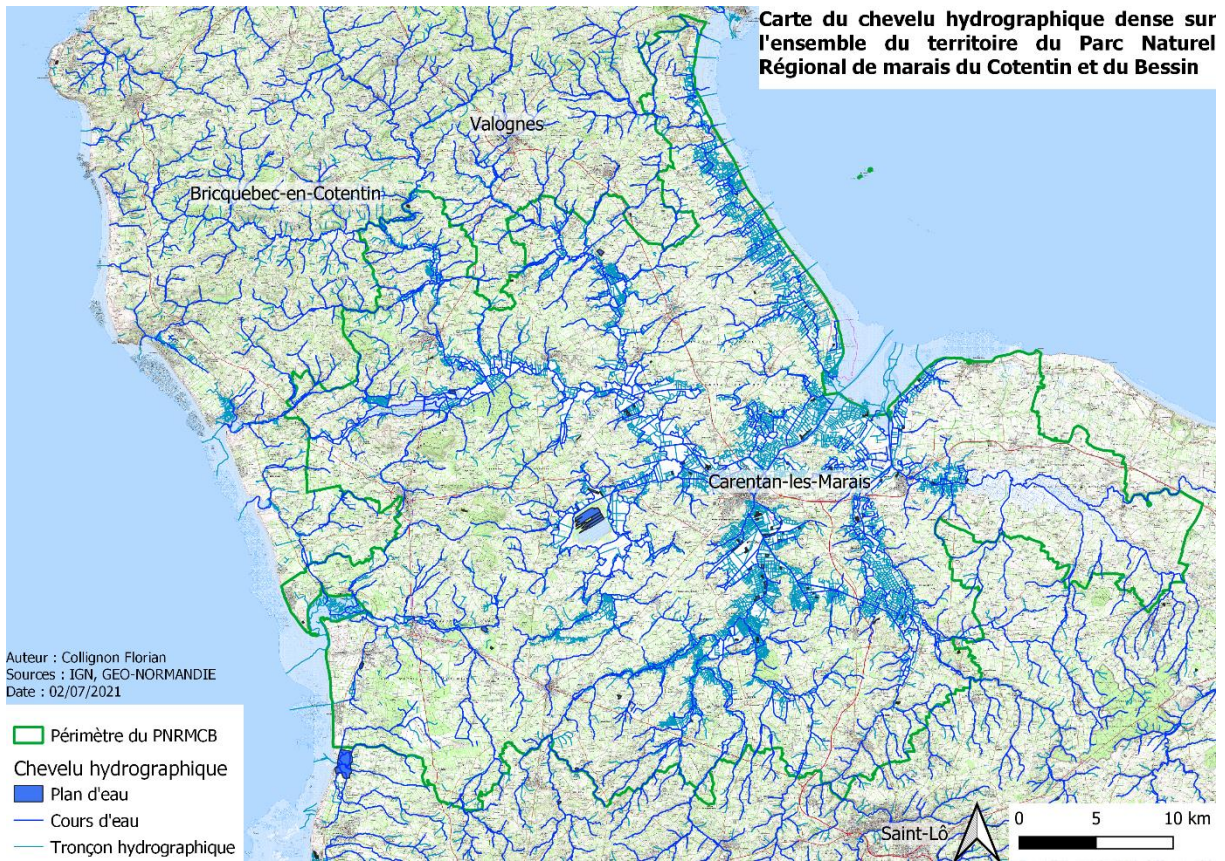 Carte du chevelu hydrographique dense sur
l'ensemble du territoire du Parc Naturel
Régional de marais du Cotentin et du Bessin
Valognes
Bricquebec-en-Cotentin
Carentan-les-Marais
Auteur : Collignon Florian
Sources : IGN, GEO-NORMANDIE
Date : 02/07/2021
Périmètre du PNRMCB
Chevelu hydrographique
Plan d'eau
Cours d'eau
Tronçon hydrographique
Saint-Lô
0 5 10 km